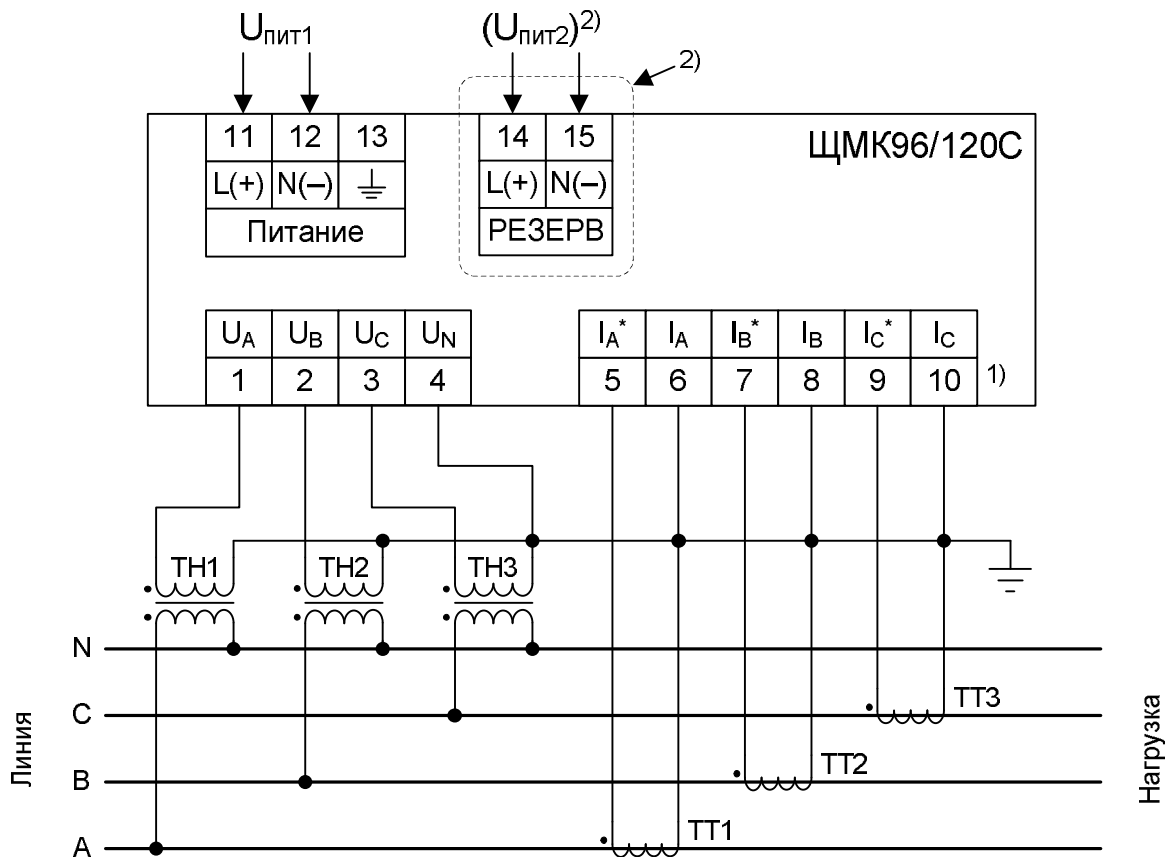 Uпит1 (Uпит2)2) 2)
11 12 13 14 15 ЩМК96/120С
L(+) N(–) L(+) N(–)
Питание РЕЗЕРВ
UA UB UC UN IA* IA IB* IB IC* IC
1 2 3 4 5 6 7 8 9 10 1)
ТН1 ТН2 ТН3
N
C ТТ3
B ТТ2
A ТТ1
Линия
Нагрузка